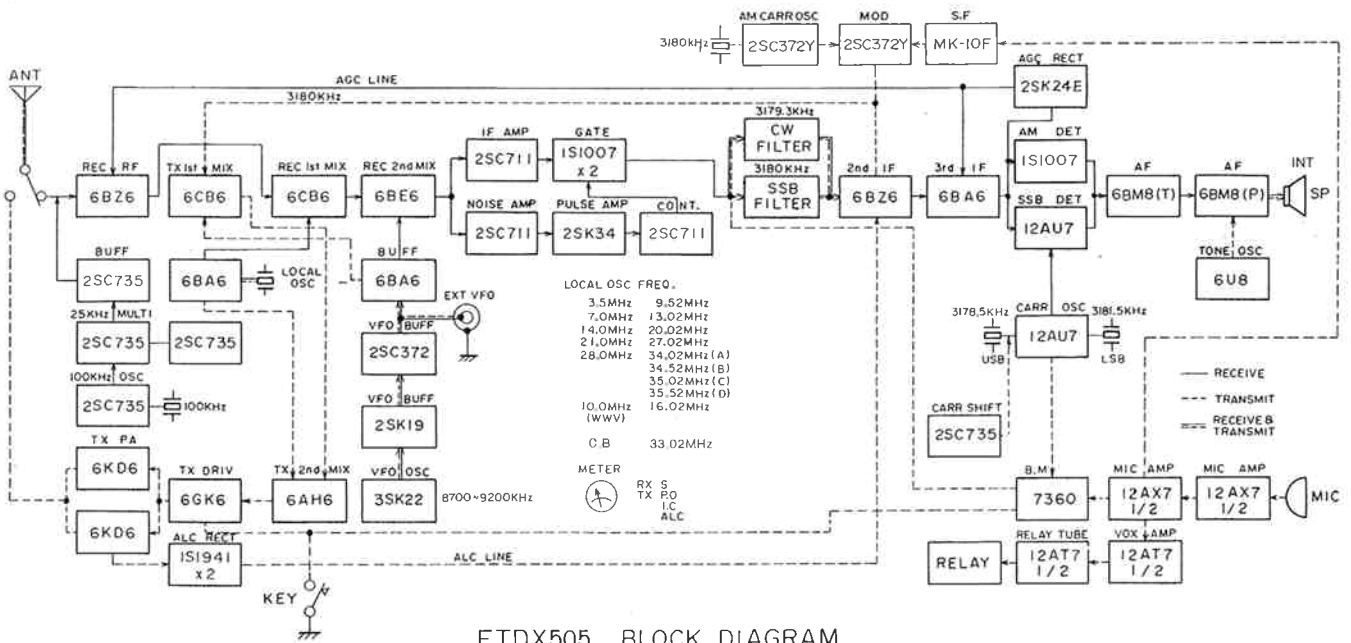 AM CARR OSC MOD S.F
3180kHz 2SC372Y 2SC372Y MK-10F
ANT
AGC LINE
AGC RECT
2SK24E
3180KHz
3179.3KHz
CW FILTER
IF AMP GATE
2SC711 1S1007 x 2
AM DET
1S1007
REC RF TX 1st MIX REC 1st MIX REC 2nd MIX
6BZ6 6CB6 6CB6 6BE6
3180KHz
SSB FILTER
2nd IF 3rd IF
6BZ6 6BA6
SSB DET
12AU7
AF AF
6BM8(T) 6BM8(P)
INT SP
NOISE AMP PULSE AMP CONT.
2SC711 2SK34 2SC711
BUFF
2SC735
6BA6
LOCAL OSC
BUFF
6BA6
EXT VFO
TONE OSC
6U8
25KHz MULTI
2SC735 2SC735
VFO BUFF
2SC372
3178.5KHz CARR OSC 3181.5KHz
USB 12AU7 LSB
100KHz OSC
2SC735 100KHz
VFO BUFF
2SK19
LOCAL OSC FREQ.
3.5MHz 9.52MHz
7.0MHz 13.02MHz
14.0MHz 20.02MHz
21.0MHz 27.02MHz
28.0MHz 34.02MHz(A)
34.52MHz(B)
35.02MHz(C)
35.52MHz(D)
10.0MHz 16.02MHz
(WWV)
C.B 33.02MHz
RECEIVE
TRANSMIT
RECEIVE &
TRANSMIT
CARR SHIFT
2SC735
TX PA
6KD6
TX DRIV TX 2nd MIX VFO OSC
6GK6 6AH6 3SK22 8700~9200KHz
6KD6
METER
RX S
TX P.O
I.C
ALC
B.M MIC AMP MIC AMP
7360 12AX7 1/2 12AX7 1/2 MIC
ALC RECT
1S1941 x 2
ALC LINE
RELAY TUBE VOX AMP
RELAY 12AT7 1/2 12AT7 1/2
KEY
FTDX505 BLOCK DIAGRAM